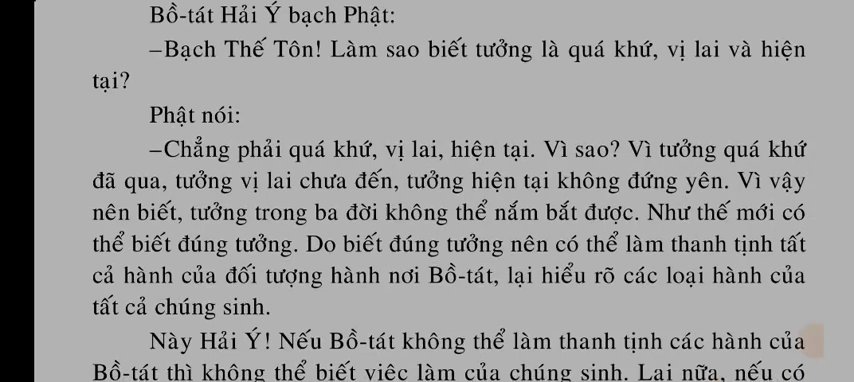 Bồ-tát Hải Ý bạch Phật:
–Bạch Thế Tôn! Làm sao biết tưởng là quá khứ, vị lai và hiện
tại?
Phật nói:
–Chẳng phải quá khứ, vị lai, hiện tại. Vì sao? Vì tưởng quá khứ
đã qua, tưởng vị lai chưa đến, tưởng hiện tại không đứng yên. Vì vậy
nên biết, tưởng trong ba đời không thể nắm bắt được. Như thế mới có
thể biết đúng tưởng. Do biết đúng tưởng nên có thể làm thanh tịnh tất
cả hành của đối tượng hành nơi Bồ-tát, lại hiểu rõ các loại hành của
tất cả chúng sinh.
Này Hải Ý! Nếu Bồ-tát không thể làm thanh tịnh các hành của
Bồ-tát thì không thể biết việc làm của chúng sinh. Lại nữa, nếu có